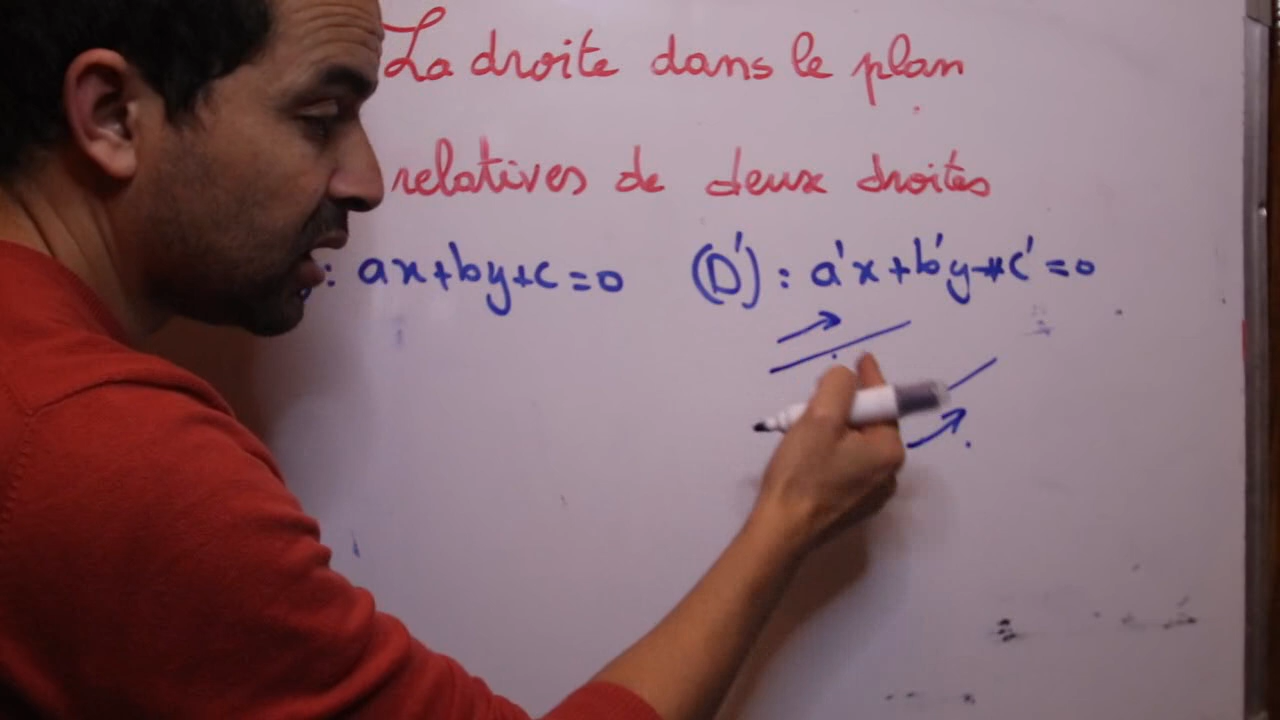 La droite dans le plan
relatives de deux droites
: ax+by+c=0 (D') : a'x+b'y+c'=0